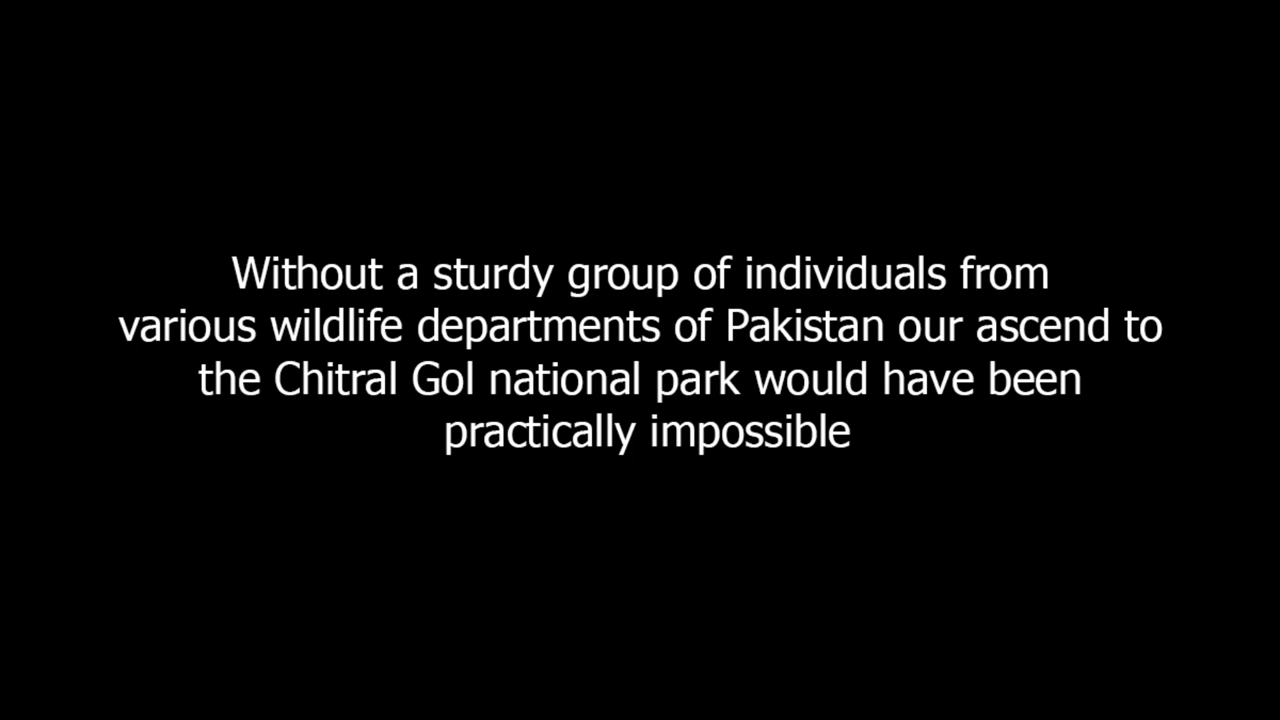 Without a sturdy group of individuals from
various wildlife departments of Pakistan our ascend to
the Chitral Gol national park would have been
practically impossible